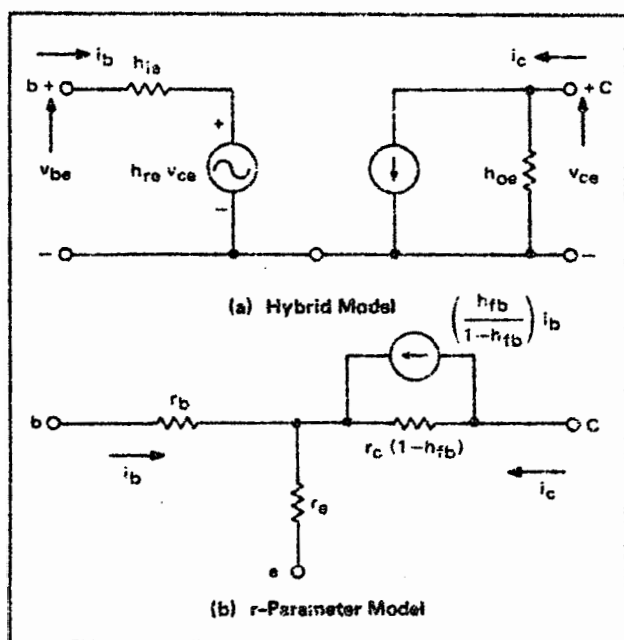 i_b
h_ie
i_c
b + + C
v_be
+
h_re v_ce
h_oe
v_ce
−
− −
(a) Hybrid Model
(h_fb / 1−h_fb) i_b
r_b
b C
r_c (1−h_fb)
i_b
i_c
r_e
e
(b) r-Parameter Model